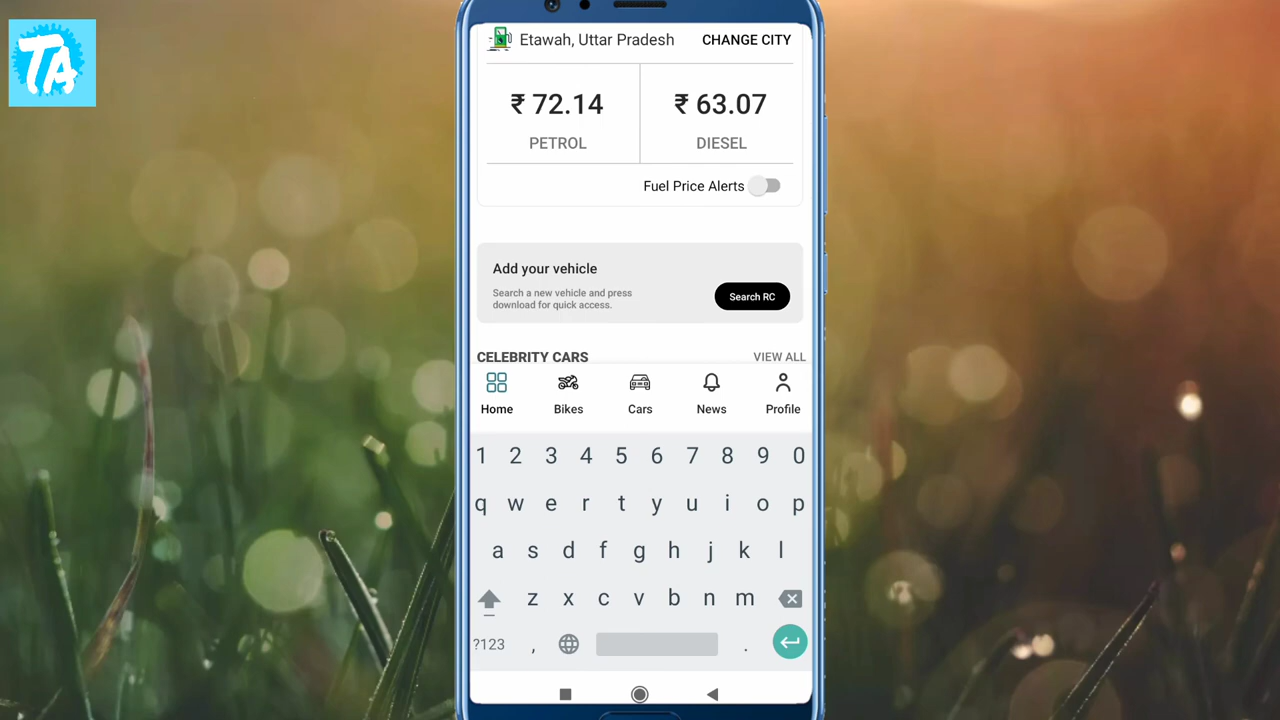 TA
Etawah, Uttar Pradesh CHANGE CITY
₹ 72.14 ₹ 63.07
PETROL DIESEL
Fuel Price Alerts
Add your vehicle
Search a new vehicle and press
download for quick access.
Search RC
CELEBRITY CARS VIEW ALL
Home Bikes Cars News Profile
1 2 3 4 5 6 7 8 9 0
q w e r t y u i o p
a s d f g h j k l
z x c v b n m
?123 , .